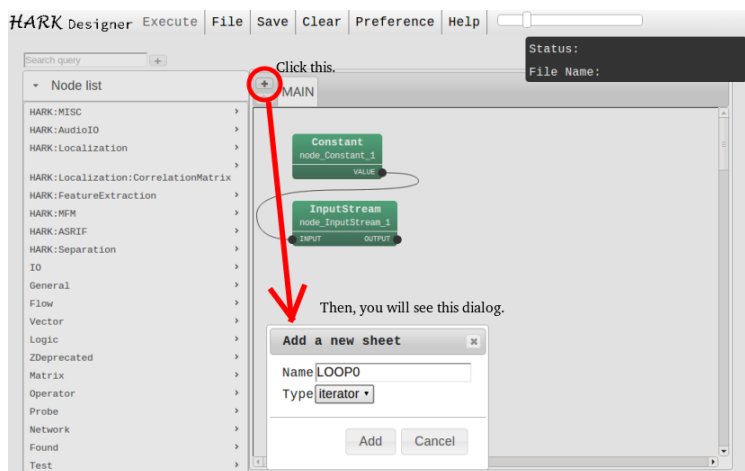 HARK Designer Execute File Save Clear Preference Help
Status:
File Name:
Search query +
Click this.
Node list
+ MAIN
HARK:MISC
HARK:AudioIO
HARK:Localization
HARK:Localization:CorrelationMatrix
HARK:FeatureExtraction
HARK:MFM
HARK:ASRIF
HARK:Separation
IO
General
Flow
Vector
Logic
ZDeprecated
Matrix
Operator
Probe
Network
Found
Test
Constant
node_Constant_1
VALUE
InputStream
node_InputStream_1
INPUT OUTPUT
Then, you will see this dialog.
Add a new sheet
Name LOOP0
Type iterator
Add Cancel